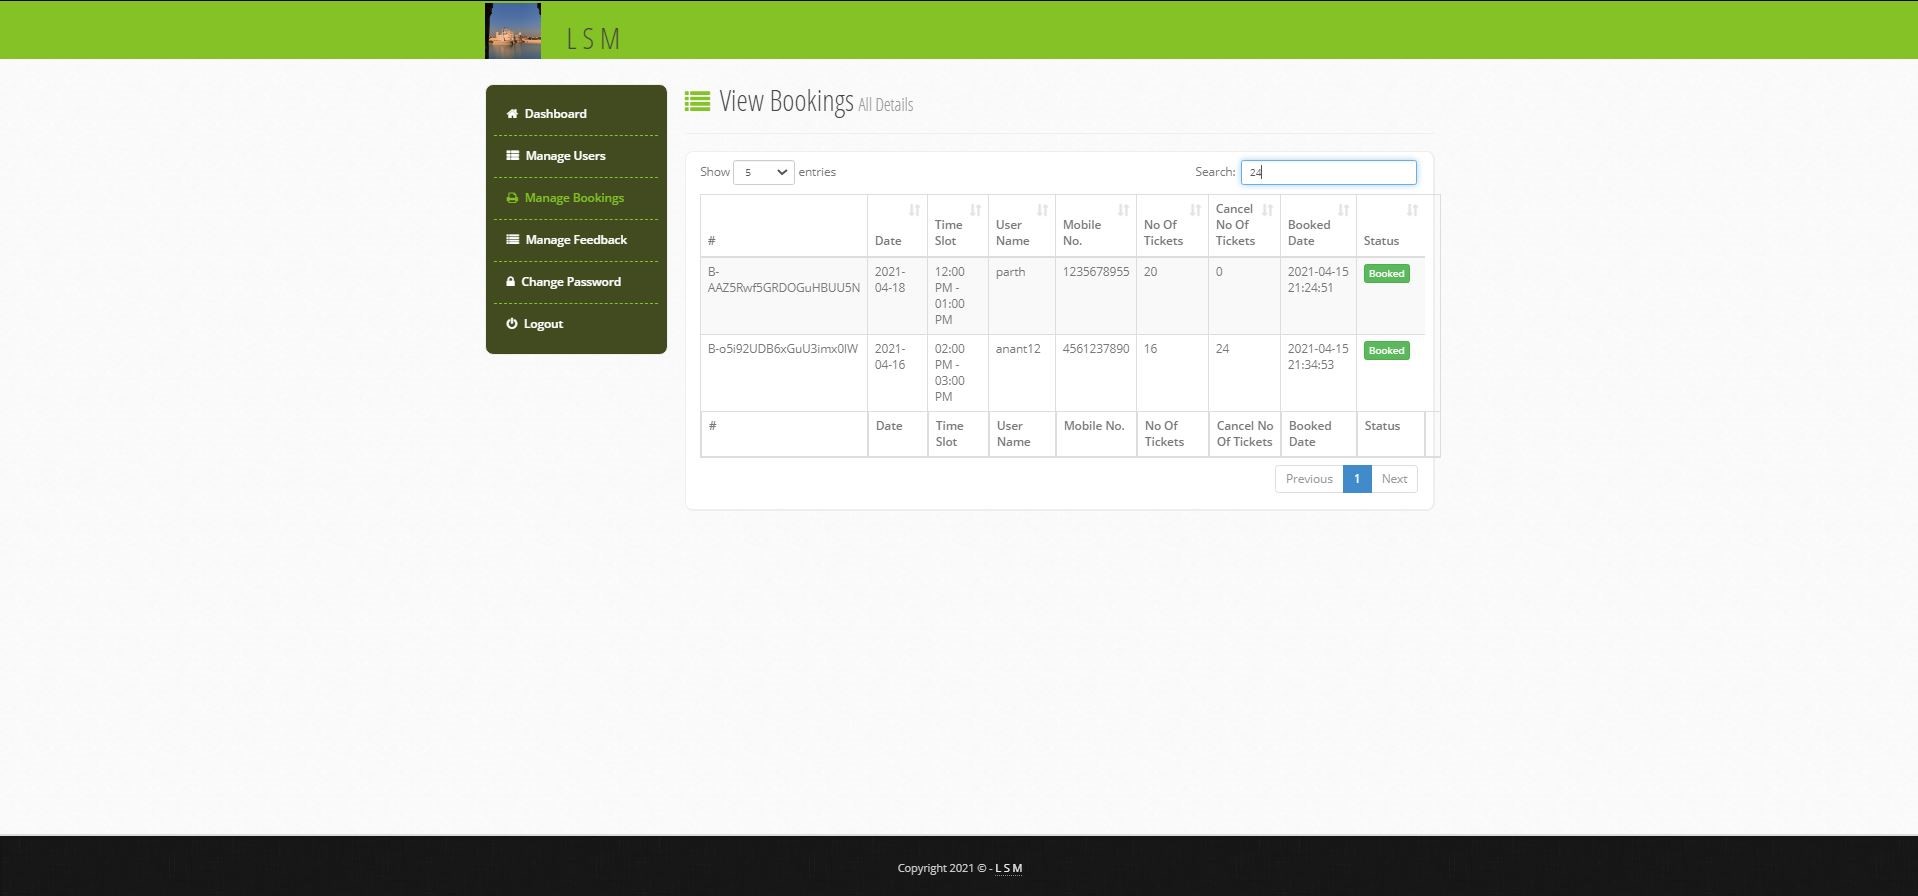 L S M
Dashboard
Manage Users
Manage Bookings
Manage Feedback
Change Password
Logout
View Bookings All Details
Show 5 entries
Search: 24
#
Date
Time
Slot
User
Name
Mobile
No.
No Of
Tickets
Cancel
No Of
Tickets
Booked
Date
Status
B-
AAZ5Rwf5GRDOGuHBUU5N
2021-
04-18
12:00
PM -
01:00
PM
parth
1235678955
20
0
2021-04-15
21:24:51
Booked
B-o5i92UDB6xGuU3imx0IW
2021-
04-16
02:00
PM -
03:00
PM
anant12
4561237890
16
24
2021-04-15
21:34:53
Booked
#
Date
Time
Slot
User
Name
Mobile No.
No Of
Tickets
Cancel No
Of Tickets
Booked
Date
Status
Previous 1 Next
Copyright 2021 © - L S M